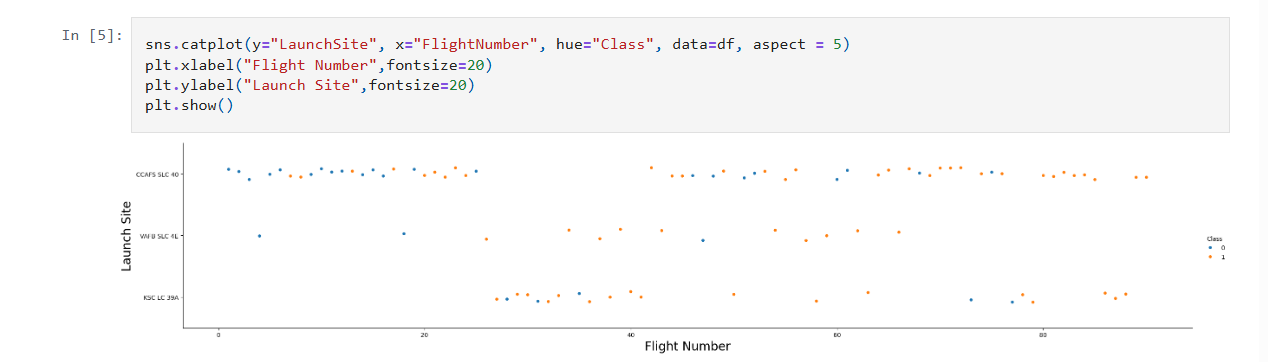 In [5]:
sns.catplot(y="LaunchSite", x="FlightNumber", hue="Class", data=df, aspect = 5)
plt.xlabel("Flight Number",fontsize=20)
plt.ylabel("Launch Site",fontsize=20)
plt.show()
CCAFS SLC 40
VAFB SLC 4E
KSC LC 39A
Launch Site
Class
0
1
0 20 40 60 80
Flight Number